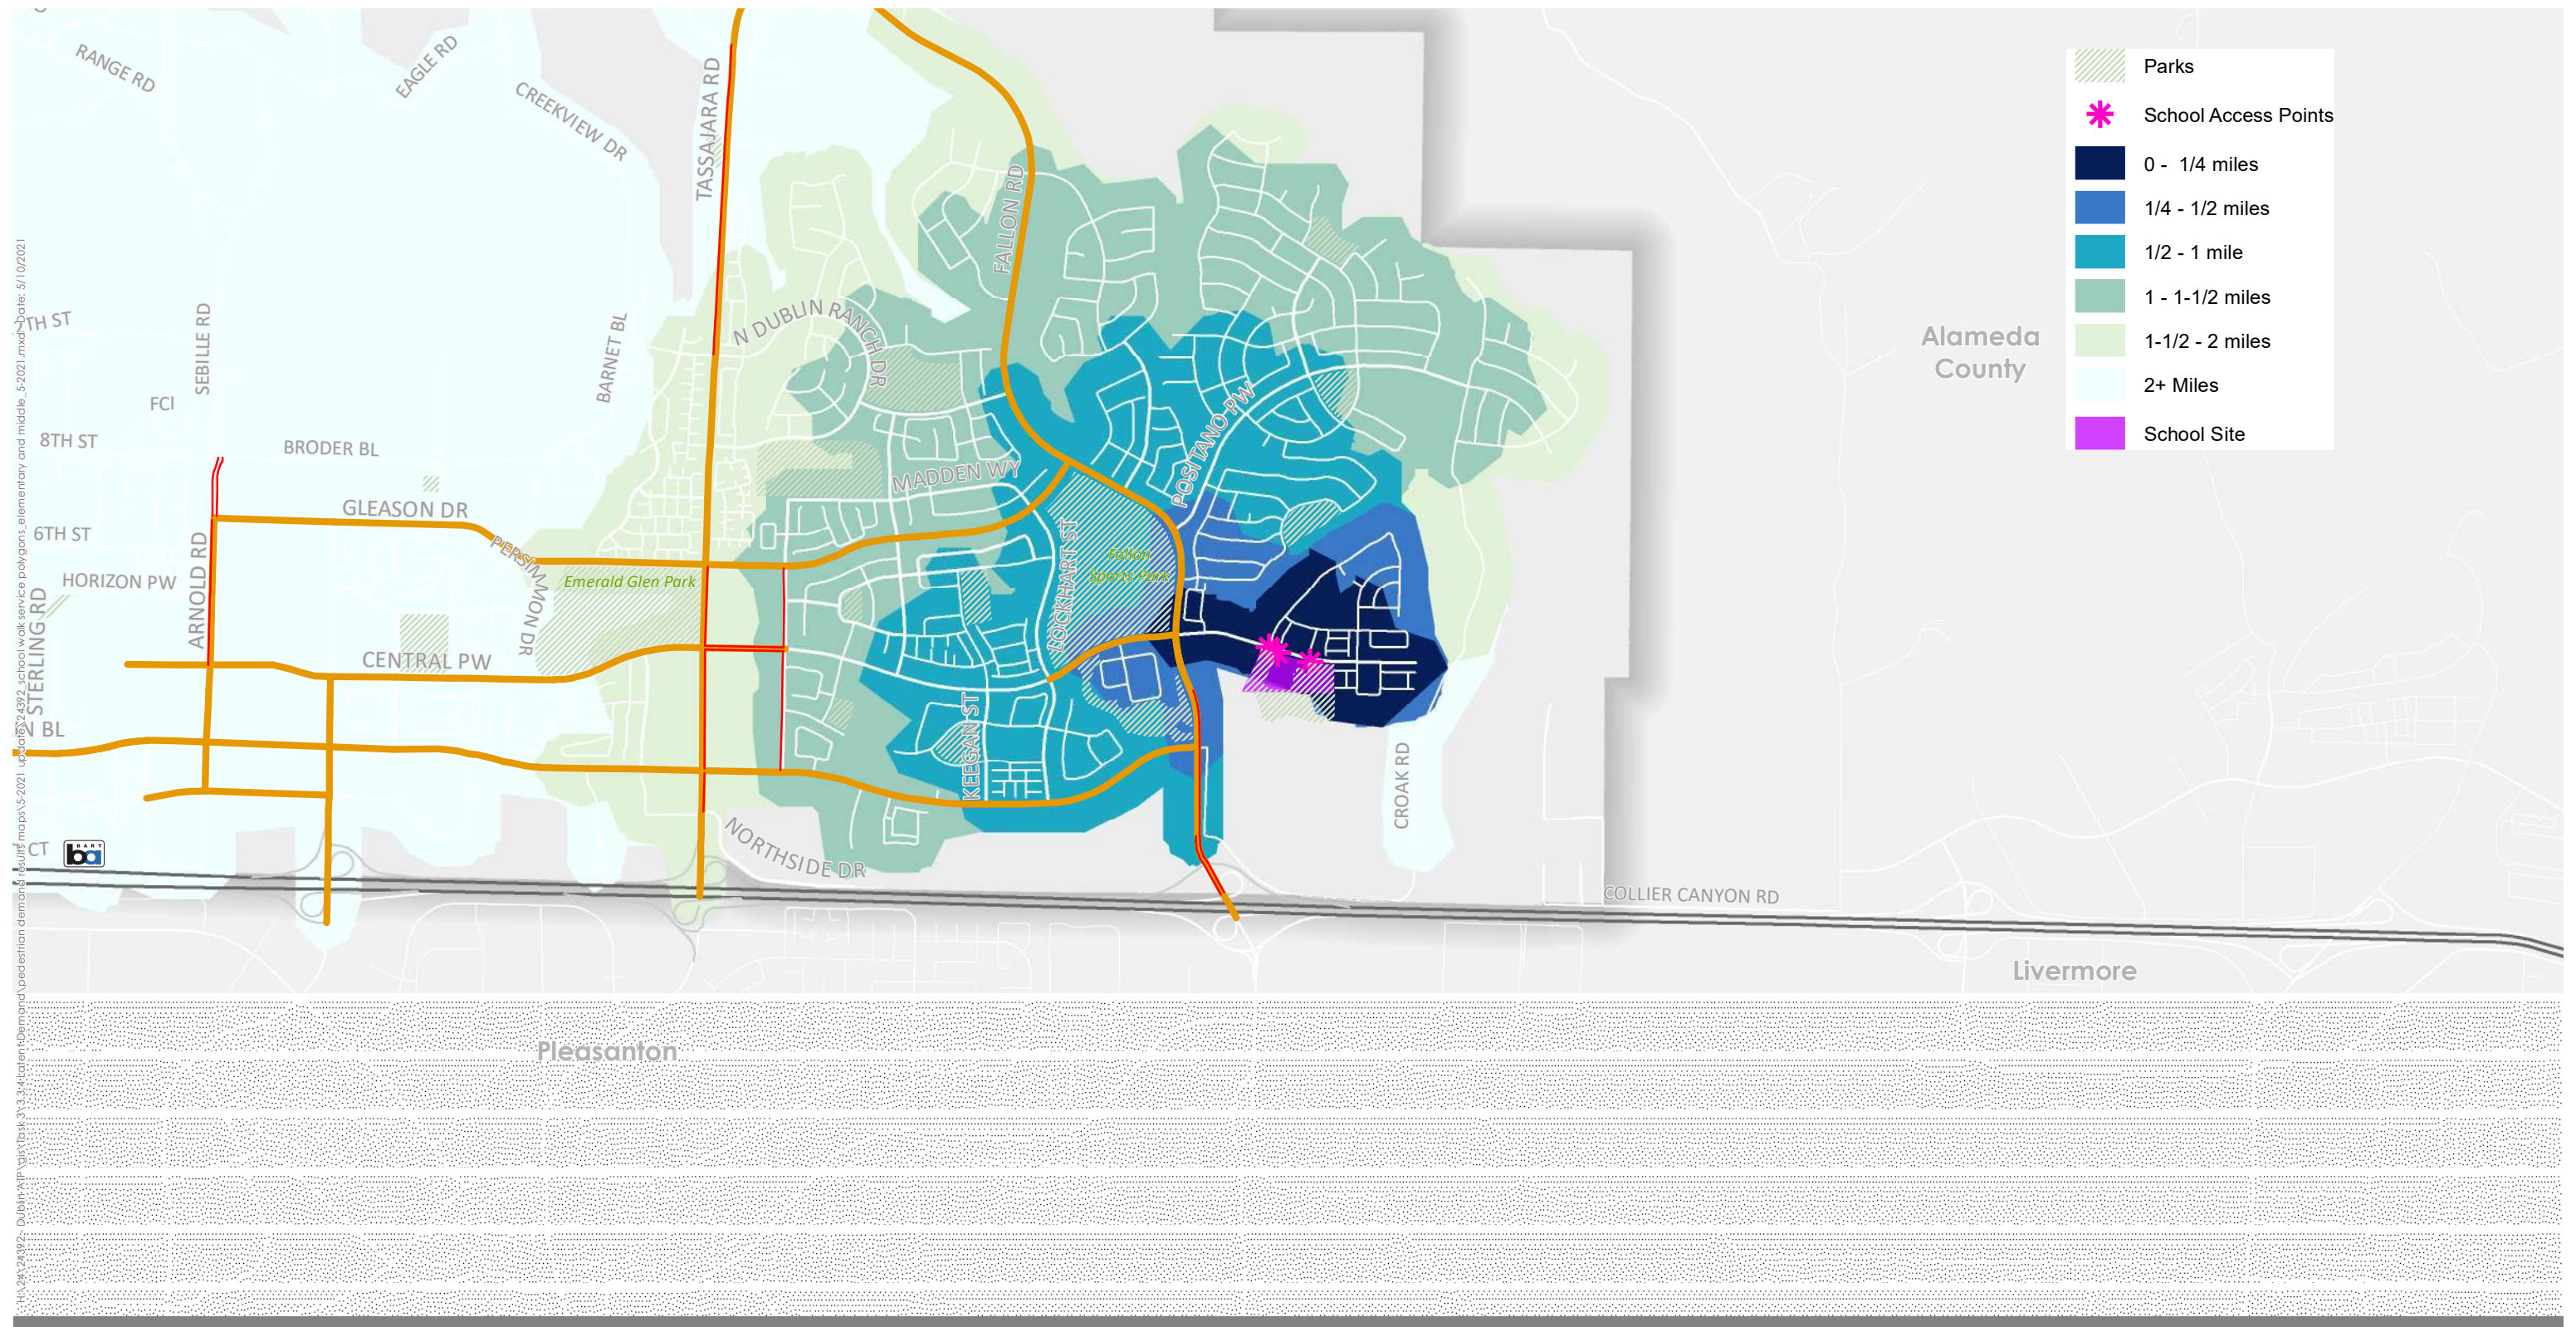 RANGE RD
EAGLE RD
CREEKVIEW DR
TASSAJARA RD
FALLON RD
N DUBLIN RANCH DR
SEBILLE RD
BARNET BL
FCI
8TH ST
BRODER BL
GLEASON DR
6TH ST
HORIZON PW
ARNOLD RD
STERLING RD
PERSIMMON DR
Emerald Glen Park
CENTRAL PW
MADDEN WY
POSITANO PW
LOCKHART ST
Fallon
Sports Park
KEEGAN ST
CROAK RD
N BL
CT
BART
ba
NORTHSIDE DR
COLLIER CANYON RD
Alameda
County
Livermore
Pleasanton
Parks
School Access Points
0 - 1/4 miles
1/4 - 1/2 miles
1/2 - 1 mile
1 - 1-1/2 miles
1-1/2 - 2 miles
2+ Miles
School Site